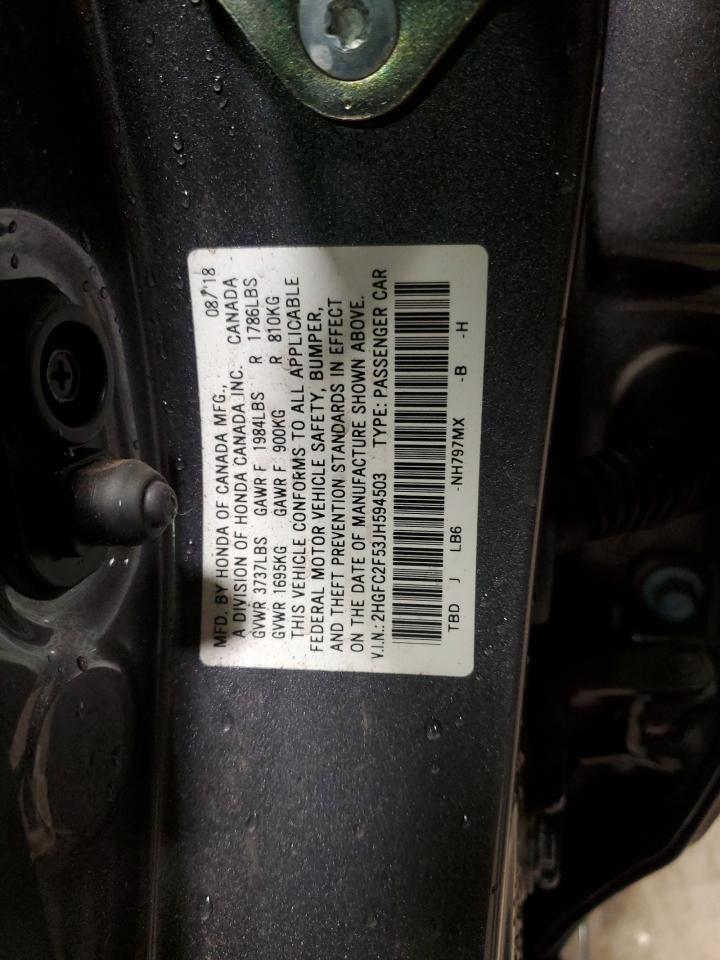 MFD. BY HONDA OF CANADA MFG., 08/18
A DIVISION OF HONDA CANADA INC. CANADA
GVWR 3737LBS GAWR F 1984LBS R 1786LBS
GVWR 1695KG GAWR F 900KG R 810KG
THIS VEHICLE CONFORMS TO ALL APPLICABLE
FEDERAL MOTOR VEHICLE SAFETY, BUMPER,
AND THEFT PREVENTION STANDARDS IN EFFECT
ON THE DATE OF MANUFACTURE SHOWN ABOVE.
V.I.N.: 2HGFC2F53JH594503 TYPE: PASSENGER CAR
TBD J LB6 -NH797MX -B -H